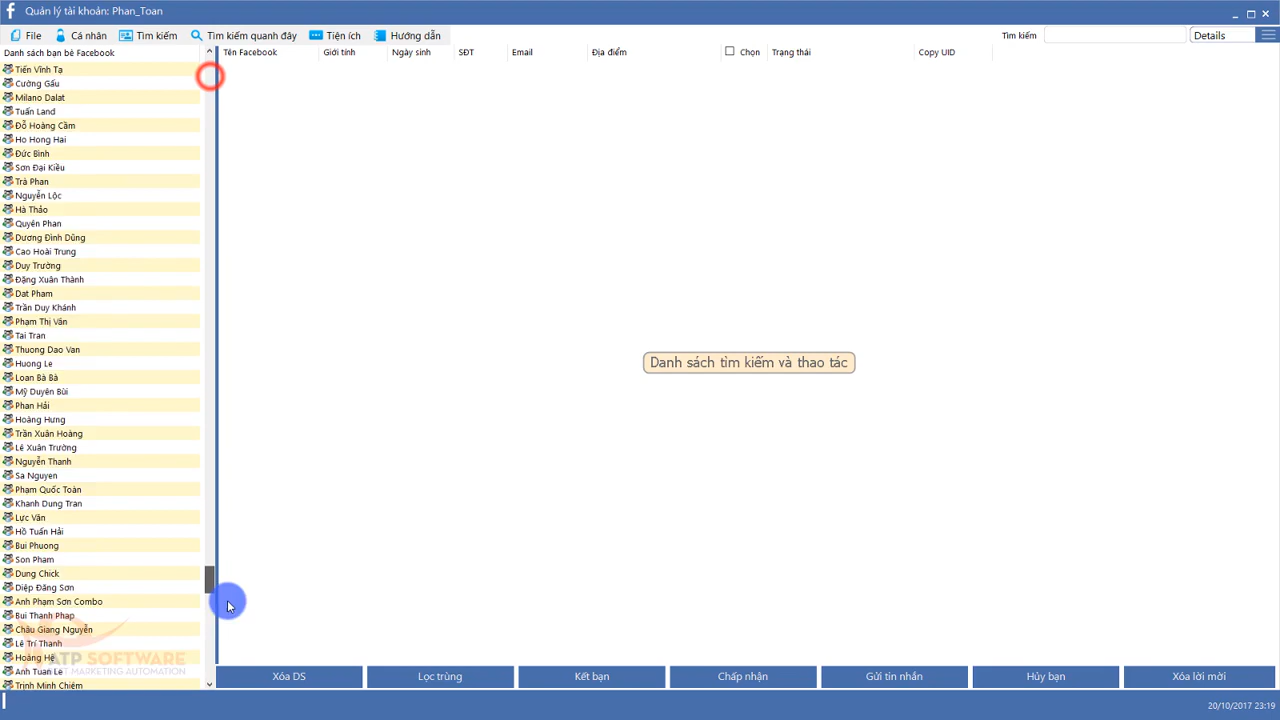 Quản lý tài khoản: Phan_Toan
File Cá nhân Tìm kiếm Tìm kiếm quanh đây Tiện ích Hướng dẫn Tìm kiếm Details
Danh sách bạn bè Facebook Tên Facebook Giới tính Ngày sinh SĐT Email Địa điểm Chọn Trạng thái Copy UID
Tiến Vĩnh Tạ
Cường Gấu
Milano Dalat
Tuấn Land
Đỗ Hoàng Cầm
Ho Hong Hai
Đức Bình
Sơn Đại Kiều
Trà Phan
Nguyễn Lộc
Hà Thảo
Quyên Phan
Dương Đình Dũng
Cao Hoài Trung
Duy Trường
Đặng Xuân Thành
Dat Pham
Trần Duy Khánh
Phạm Thị Vân
Tai Tran
Thuong Dao Van
Huong Le
Loan Bà Bà
Mỹ Duyên Bùi
Phan Hải
Hoàng Hưng
Trần Xuân Hoàng
Lê Xuân Trường
Nguyễn Thanh
Sa Nguyen
Phạm Quốc Toàn
Khanh Dung Tran
Lực Văn
Hồ Tuấn Hải
Bui Phuong
Son Pham
Dung Chick
Diệp Đăng Sơn
Anh Phạm Sơn Combo
Bui Thanh Phap
Châu Giang Nguyễn
Lê Trí Thanh
Hoàng Hệ
Anh Tuan Le
Trịnh Minh Chiêm
Danh sách tìm kiếm và thao tác
ATP SOFTWARE
MARKETING AUTOMATION
Xóa DS Lọc trùng Kết bạn Chấp nhận Gửi tin nhắn Hủy bạn Xóa lời mời
20/10/2017 23:19